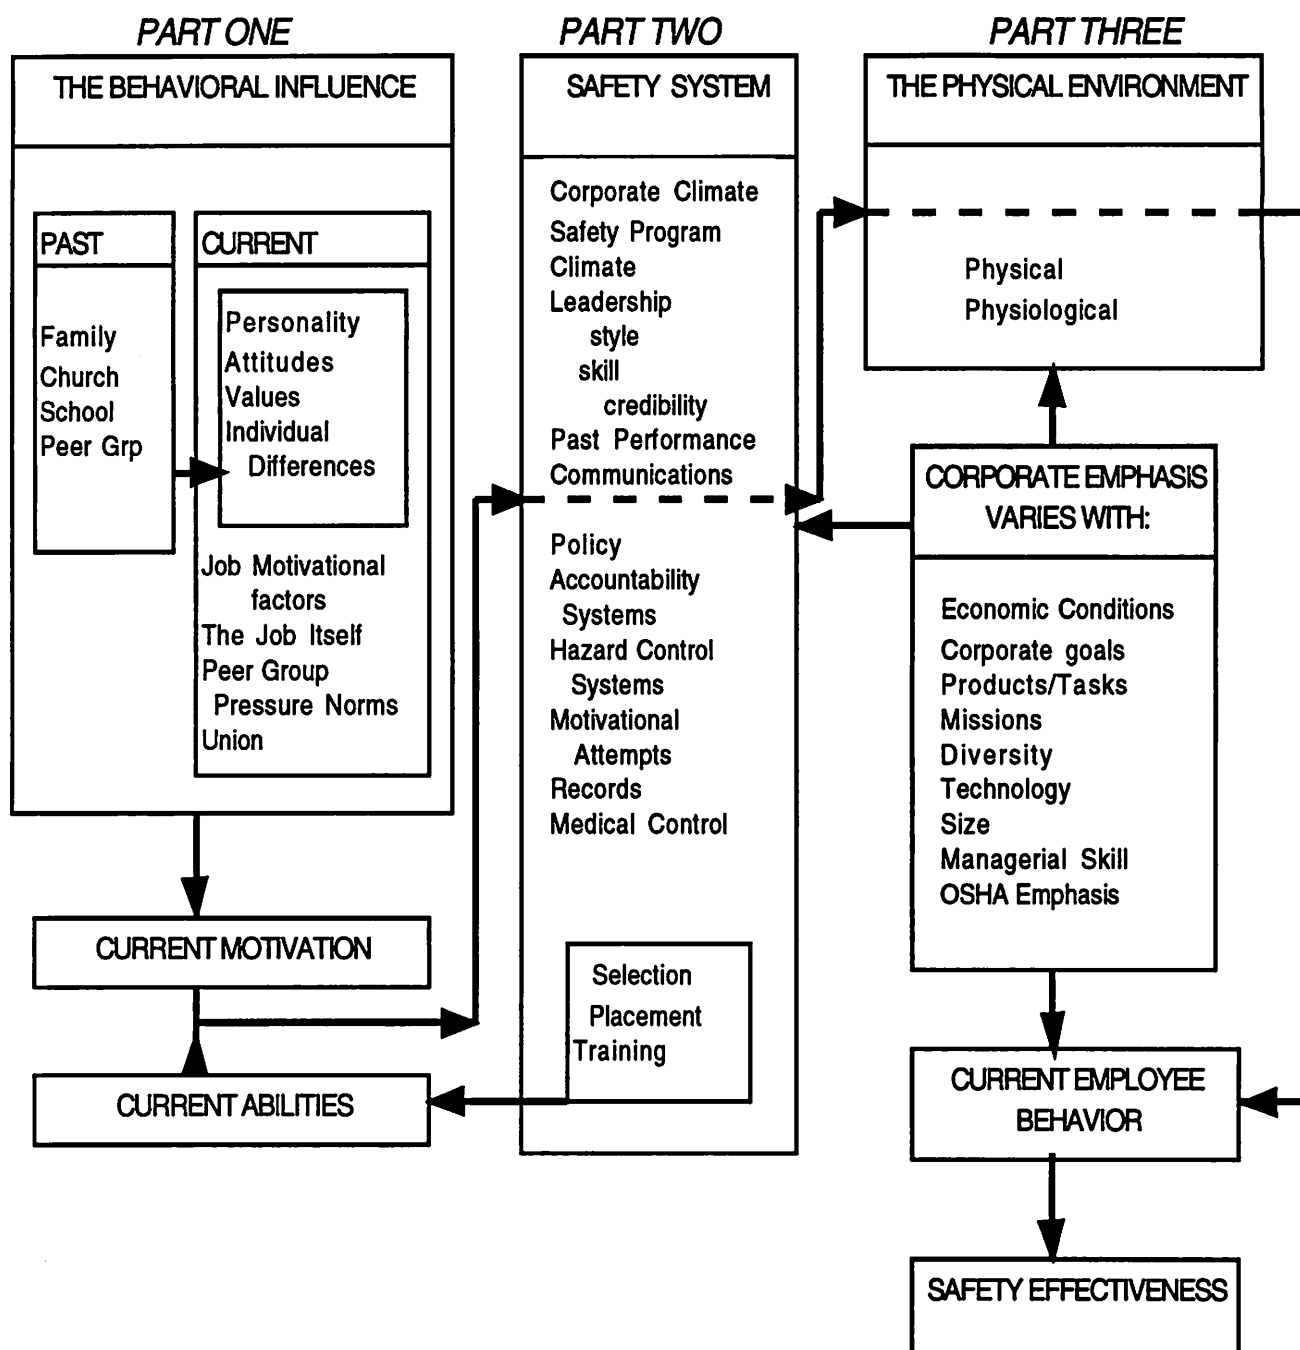 PART ONE
THE BEHAVIORAL INFLUENCE
PAST
Family
Church
School
Peer Grp
CURRENT
Personality
Attitudes
Values
Individual
Differences
Job Motivational
factors
The Job Itself
Peer Group
Pressure Norms
Union
CURRENT MOTIVATION
CURRENT ABILITIES
PART TWO
SAFETY SYSTEM
Corporate Climate
Safety Program
Climate
Leadership
style
skill
credibility
Past Performance
Communications
Policy
Accountability
Systems
Hazard Control
Systems
Motivational
Attempts
Records
Medical Control
Selection
Placement
Training
PART THREE
THE PHYSICAL ENVIRONMENT
Physical
Physiological
CORPORATE EMPHASIS
VARIES WITH:
Economic Conditions
Corporate goals
Products/Tasks
Missions
Diversity
Technology
Size
Managerial Skill
OSHA Emphasis
CURRENT EMPLOYEE
BEHAVIOR
SAFETY EFFECTIVENESS